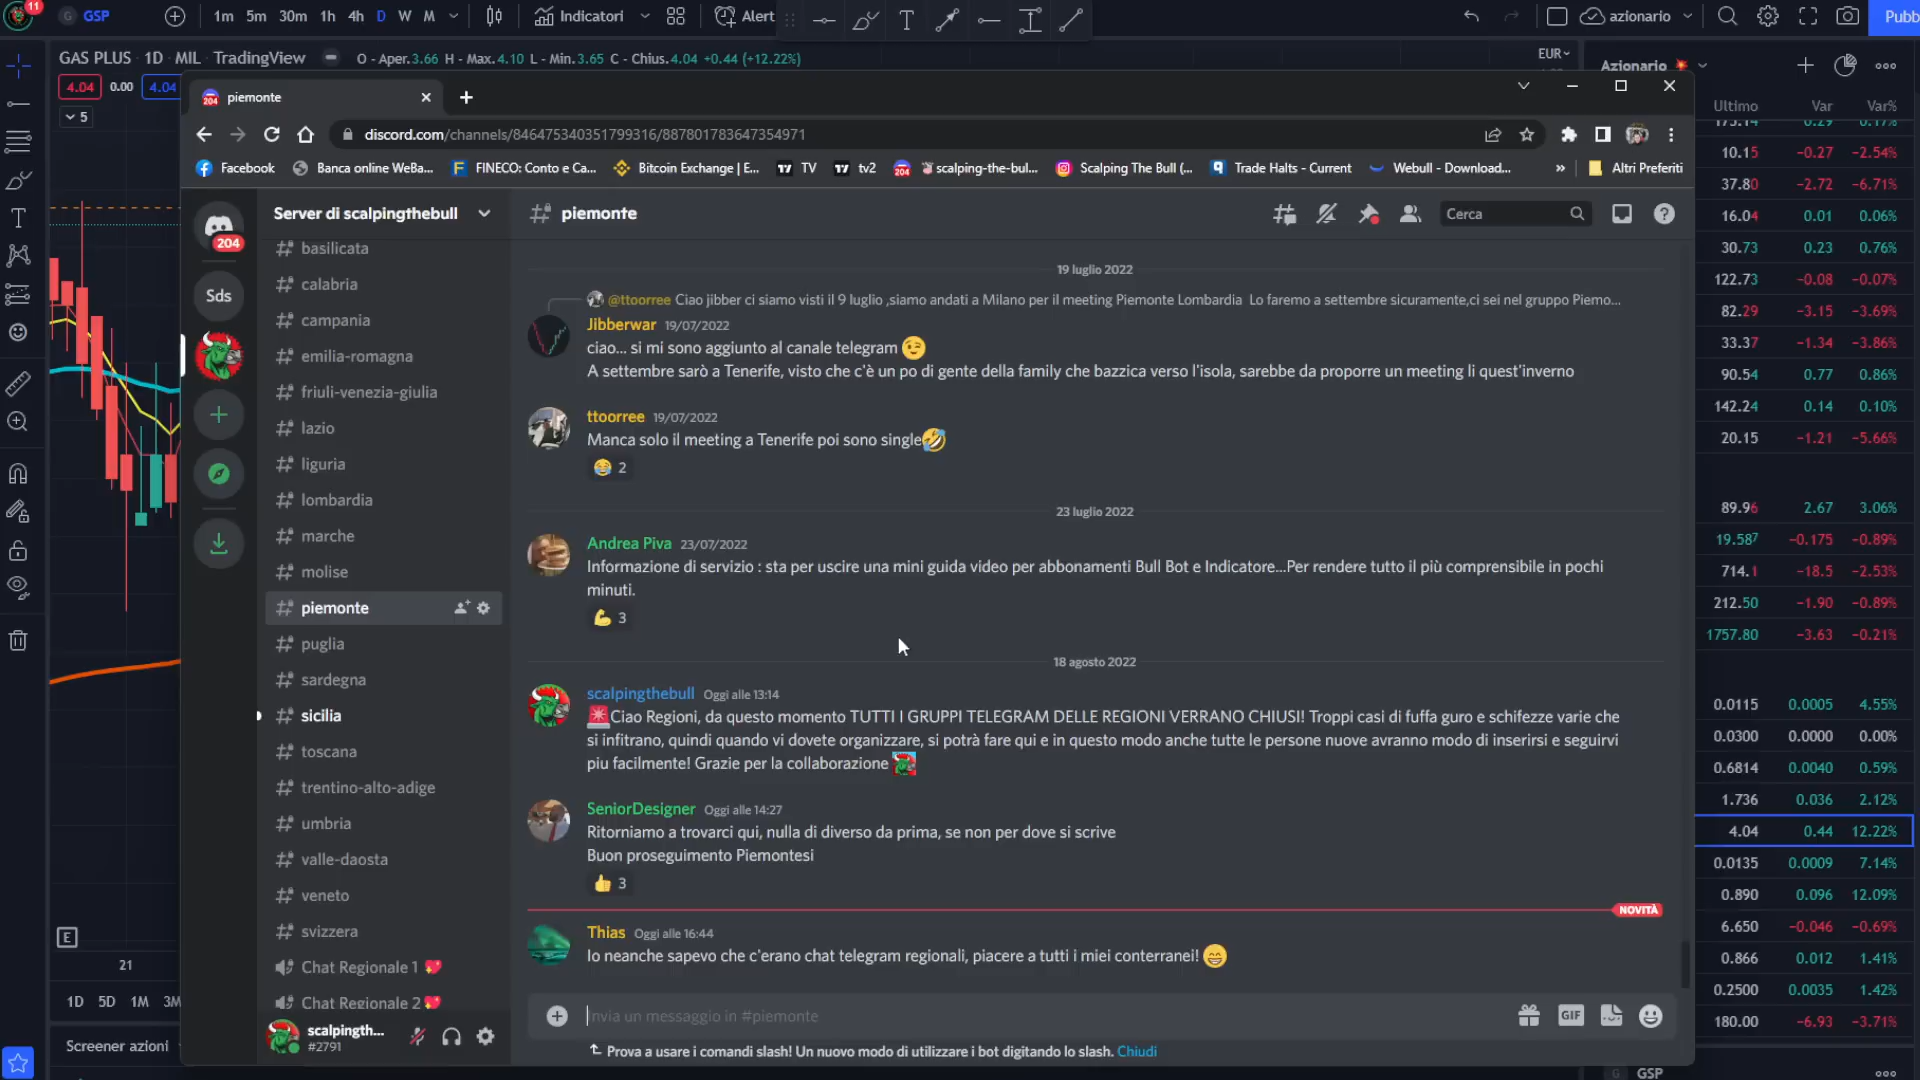 11
G GSP
1m 5m 30m 1h 4h D W M
Indicatori
Alert
azionario
Pubb
GAS PLUS · 1D · MIL TradingView
O - Aper.3.66 H - Max.4.10 L - Min.3.65 C - Chius.4.04 +0.44 (+12.22%)
EUR
Azionario
4.04 0.00 4.04
5
piemonte
discord.com/channels/846475340351799316/887801783647354971
Facebook
Banca online WeBa...
FINECO: Conto e Ca...
Bitcoin Exchange | E...
TV
tv2
scalping-the-bul...
Scalping The Bull (...
Trade Halts - Current
Webull - Download...
»
Altri Preferiti
204
Sds
Server di scalpingthebull
basilicata
calabria
campania
emilia-romagna
friuli-venezia-giulia
lazio
liguria
lombardia
marche
molise
piemonte
puglia
sardegna
sicilia
toscana
trentino-alto-adige
umbria
valle-daosta
veneto
svizzera
Chat Regionale 1
Chat Regionale 2
scalpingth...
#2791
piemonte
Cerca
19 luglio 2022
@ttoorree Ciao jibber ci siamo visti il 9 luglio ,siamo andati a Milano per il meeting Piemonte Lombardia Lo faremo a settembre sicuramente,ci sei nel gruppo Piemo...
Jibberwar 19/07/2022
ciao... si mi sono aggiunto al canale telegram 😉
A settembre sarò a Tenerife, visto che c'è un po di gente della family che bazzica verso l'isola, sarebbe da proporre un meeting li quest'inverno
ttoorree 19/07/2022
Manca solo il meeting a Tenerife poi sono single🤣
😂 2
23 luglio 2022
Andrea Piva 23/07/2022
Informazione di servizio : sta per uscire una mini guida video per abbonamenti Bull Bot e Indicatore...Per rendere tutto il più comprensibile in pochi
minuti.
💪 3
18 agosto 2022
scalpingthebull Oggi alle 13:14
🚨Ciao Regioni, da questo momento TUTTI I GRUPPI TELEGRAM DELLE REGIONI VERRANO CHIUSI! Troppi casi di fuffa guro e schifezze varie che
si infitrano, quindi quando vi dovete organizzare, si potrà fare qui e in questo modo anche tutte le persone nuove avranno modo di inserirsi e seguirvi
piu facilmente! Grazie per la collaborazione
SeniorDesigner Oggi alle 14:27
Ritorniamo a trovarci qui, nulla di diverso da prima, se non per dove si scrive
Buon proseguimento Piemontesi
👍 3
NOVITÀ
Thias Oggi alle 16:44
Io neanche sapevo che c'erano chat telegram regionali, piacere a tutti i miei conterranei! 😁
Invia un messaggio in #piemonte
GIF
Prova a usare i comandi slash! Un nuovo modo di utilizzare i bot digitando lo slash. Chiudi
Ultimo Var Var%
173.14 0.29 0.17%
10.15 −0.27 −2.54%
37.80 −2.72 −6.71%
16.04 0.01 0.06%
30.73 0.23 0.76%
122.73 −0.08 −0.07%
82.29 −3.15 −3.69%
33.37 −1.34 −3.86%
90.54 0.77 0.86%
142.24 0.14 0.10%
20.15 −1.21 −5.66%
89.96 2.67 3.06%
19.587 −0.175 −0.89%
714.1 −18.5 −2.53%
212.50 −1.90 −0.89%
1757.80 −3.63 −0.21%
0.0115 0.0005 4.55%
0.0300 0.0000 0.00%
0.6814 0.0040 0.59%
1.736 0.036 2.12%
4.04 0.44 12.22%
0.0135 0.0009 7.14%
0.890 0.096 12.09%
6.650 −0.046 −0.69%
0.866 0.012 1.41%
0.2500 0.0035 1.42%
180.00 −6.93 −3.71%
G GSP
E
21
1D 5D 1M 3M
Screener azioni